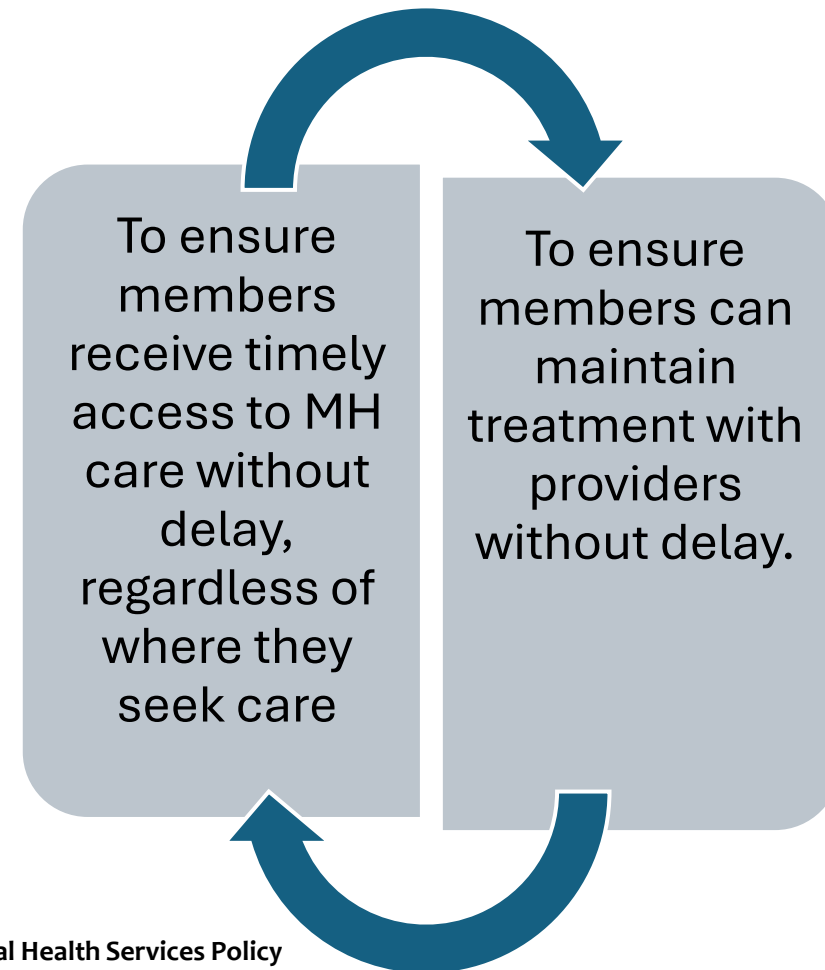 To ensure
members
receive timely
access to MH
care without
delay,
regardless of
where they
seek care
To ensure
members can
maintain
treatment with
providers
without delay.
Health Services Policy